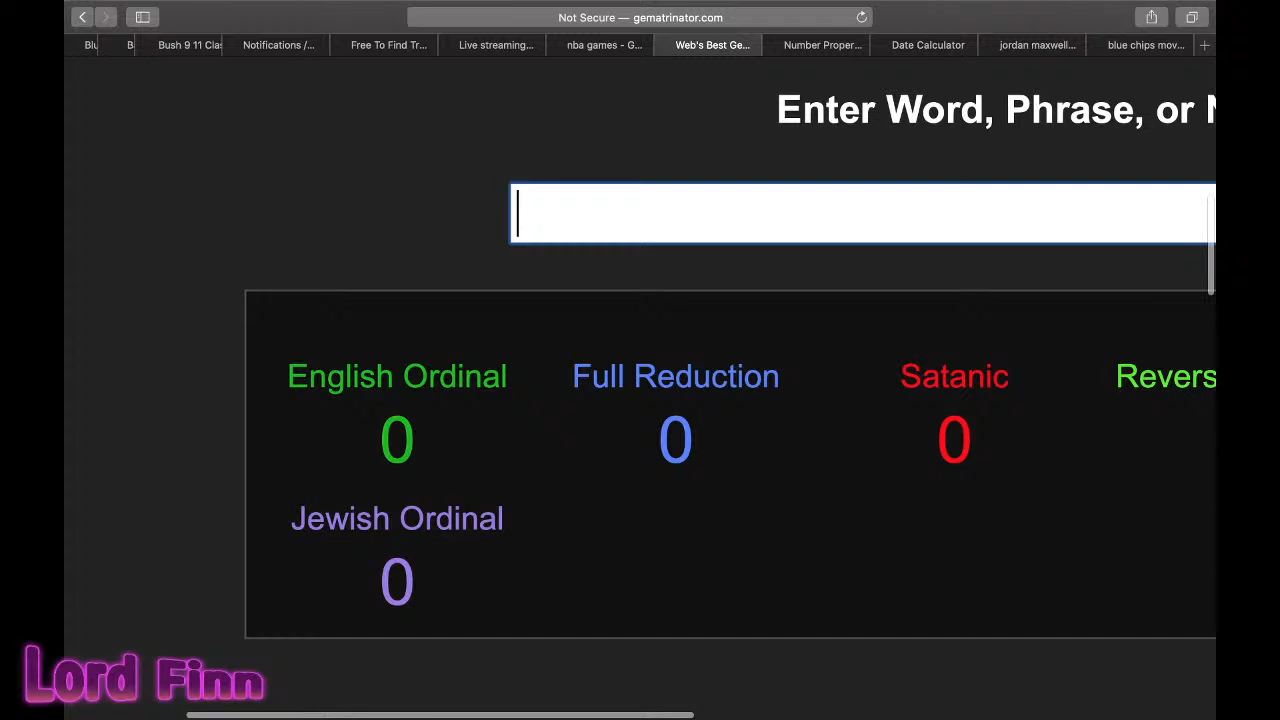 Not Secure — gematrinator.com
Blu B Bush 9 11 Clas Notifications /... Free To Find Tr... Live streaming... nba games - G... Web's Best Ge... Number Proper... Date Calculator jordan maxwell... blue chips mov...
Enter Word, Phrase, or
English Ordinal Full Reduction Satanic Revers
0 0 0
Jewish Ordinal
0
Lord Finn